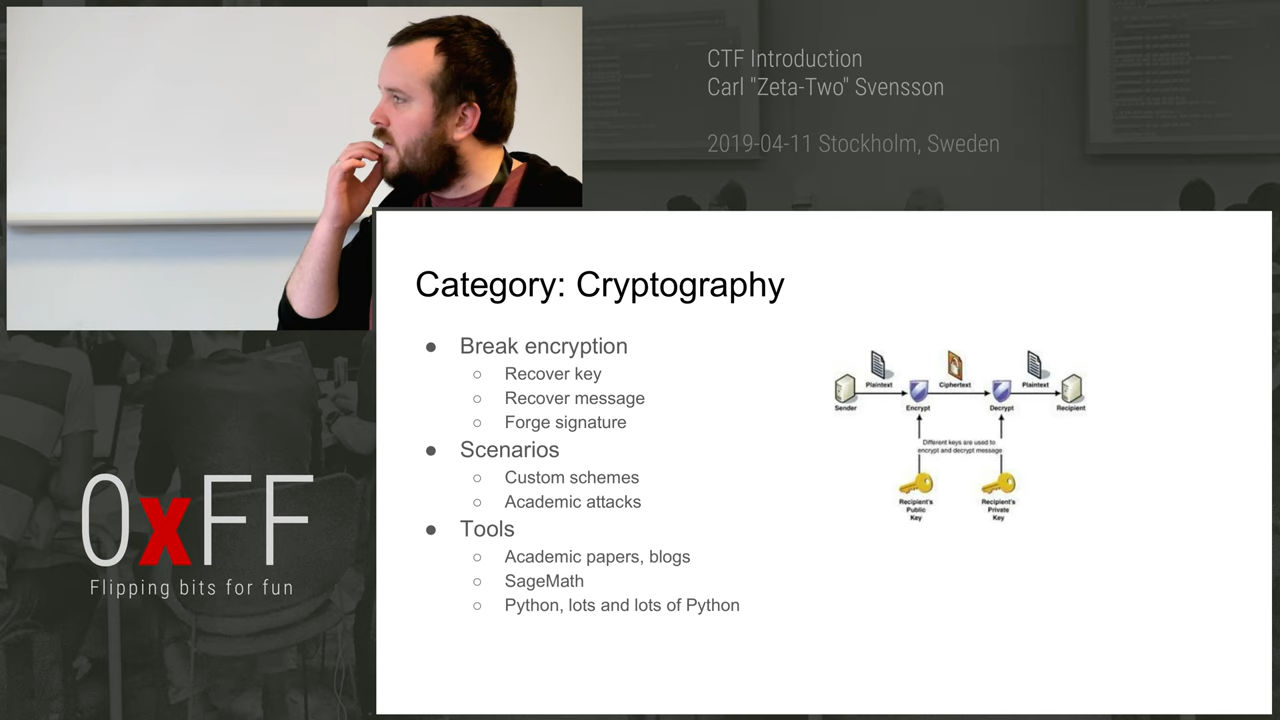 CTF Introduction
Carl "Zeta-Two" Svensson
2019-04-11 Stockholm, Sweden
Category: Cryptography
● Break encryption
○ Recover key
○ Recover message
○ Forge signature
● Scenarios
○ Custom schemes
○ Academic attacks
● Tools
○ Academic papers, blogs
○ SageMath
○ Python, lots and lots of Python
Plaintext Ciphertext Plaintext
Sender Encrypt Decrypt Recipient
Different keys are used to
encrypt and decrypt message
Recipient's Recipient's
Public Private
Key Key
0xFF
Flipping bits for fun